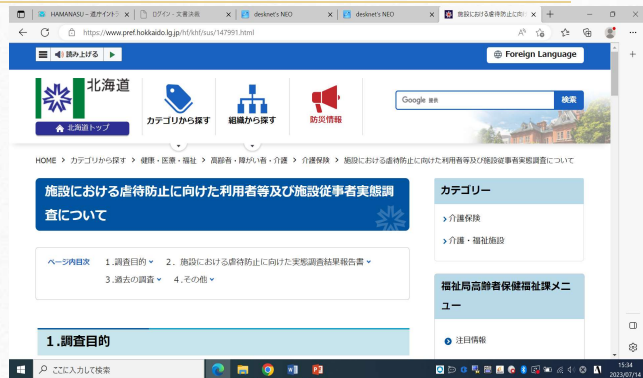 HAMANASU - 道庁イントラ
ログイン - 文書決裁
desknet's NEO
desknet's NEO
施設における虐待防止に向け
https://www.pref.hokkaido.lg.jp/hf/khf/sus/147991.html
読み上げる
Foreign Language
北海道
北海道トップ
カテゴリから探す
組織から探す
防災情報
Google 提供
検索
HOME > カテゴリから探す > 健康・医療・福祉 > 高齢者・障がい者・介護 > 介護保険 > 施設における虐待防止に向けた利用者等及び施設従事者実態調査について
施設における虐待防止に向けた利用者等及び施設従事者実態調
査について
ページ内目次 1.調査目的 2. 施設における虐待防止に向けた実態調査結果報告書
3.過去の調査 4.その他
1.調査目的
カテゴリー
介護保険
介護・福祉施設
福祉局高齢者保健福祉課メニ
ュー
注目情報
ここに入力して検索
15:34
2023/07/14